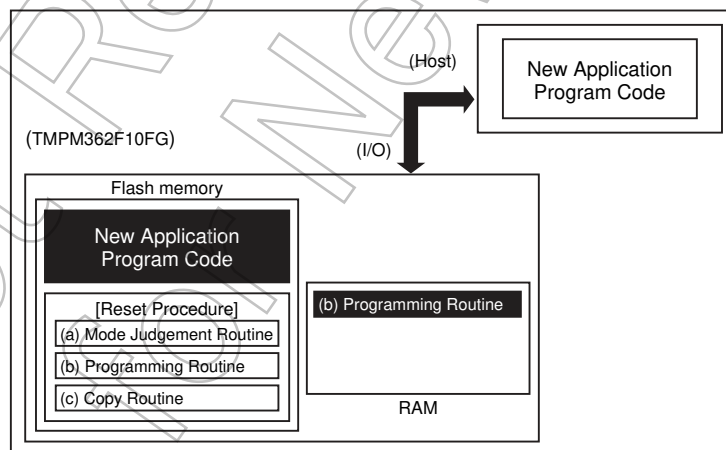 (Host)
New Application
Program Code
(TMPM362F10FG)
(I/O)
Flash memory
New Application
Program Code
[Reset Procedure]
(a) Mode Judgement Routine
(b) Programming Routine
(c) Copy Routine
(b) Programming Routine
RAM